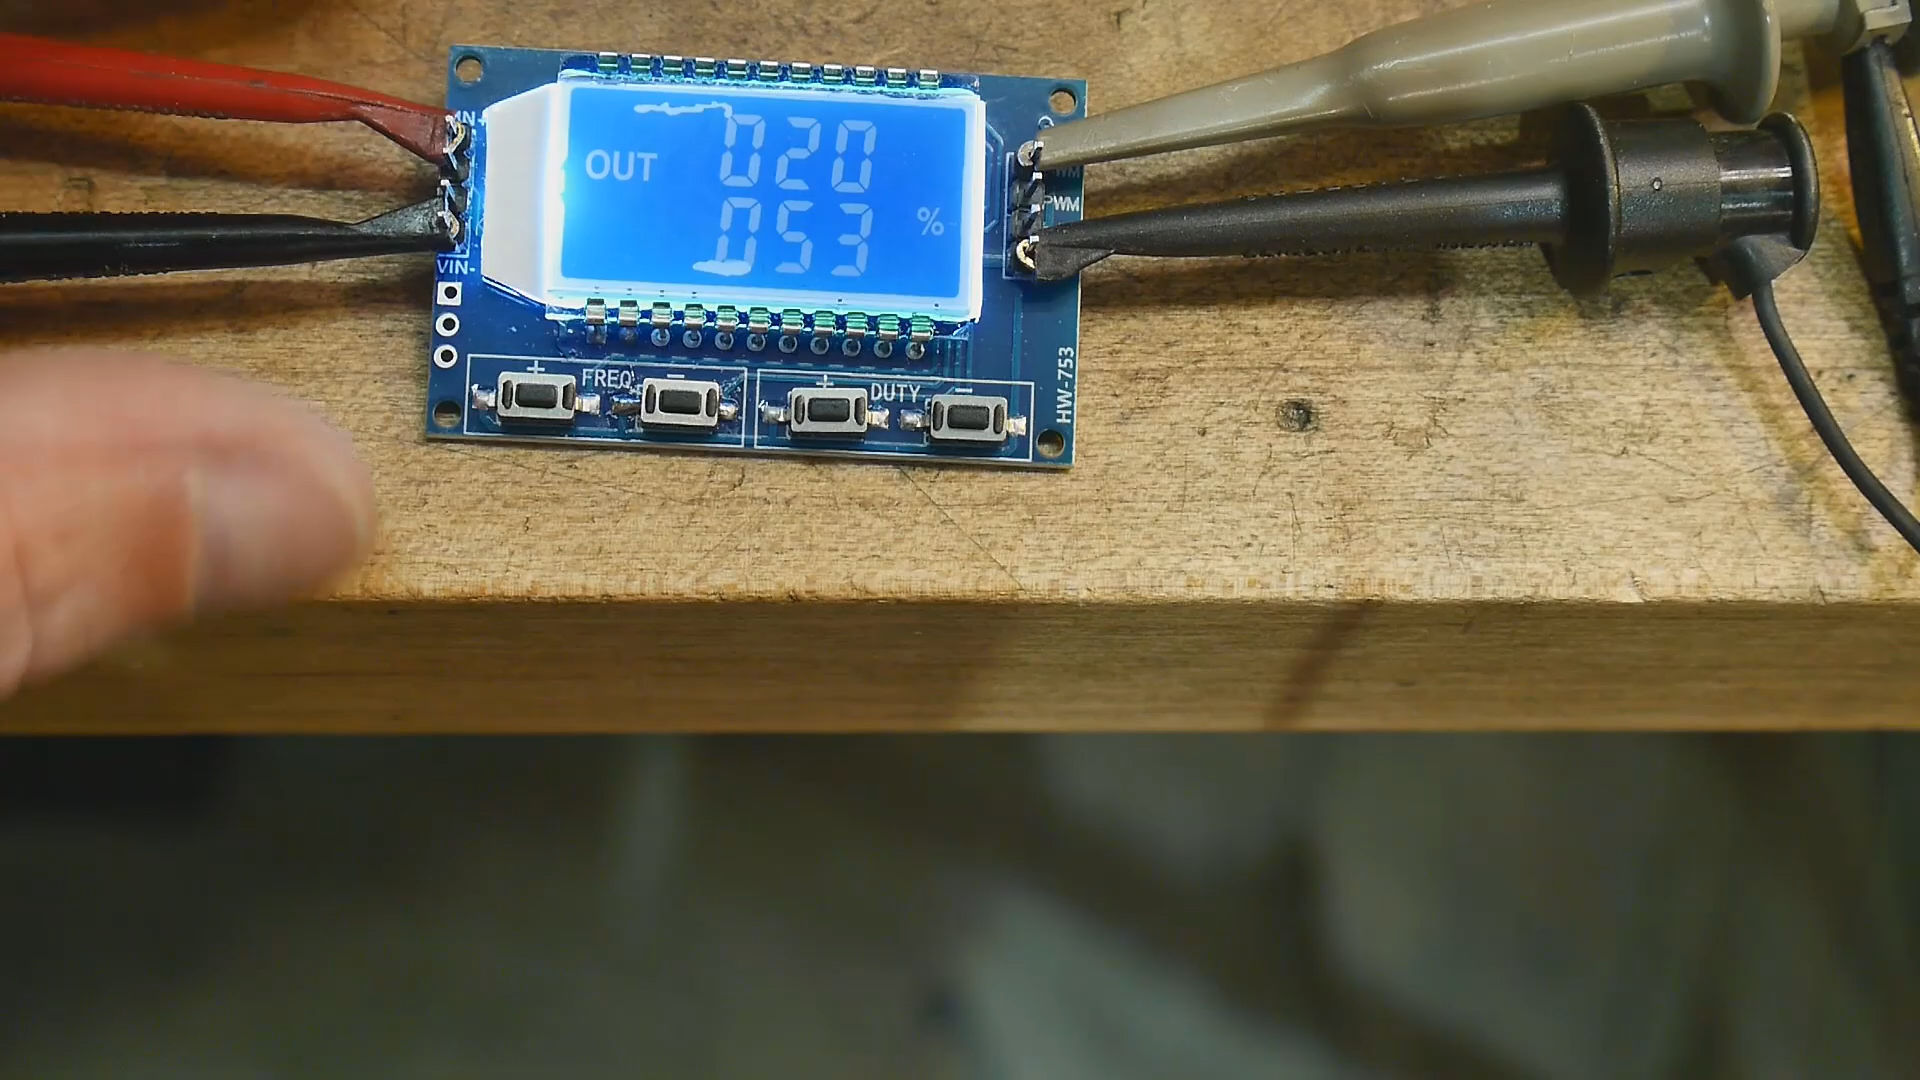 OUT 020
053 %
VIN-
PWM
+ FREQ -
+ DUTY -
HW-753